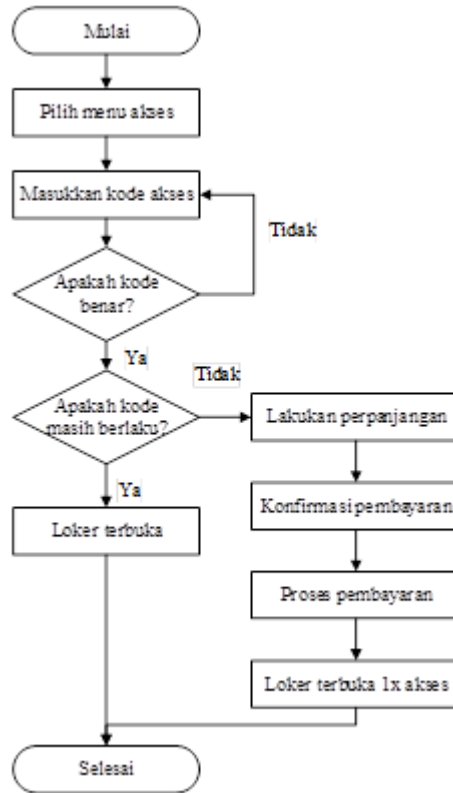 Mulai
Pilih menu akses
Masukkan kode akses
Tidak
Apakah kode
benar?
Ya
Tidak
Apakah kode
masih berlaku?
Lakukan perpanjangan
Ya
Konfirmasi pembayaran
Loker terbuka
Proses pembayaran
Loker terbuka 1x akses
Selesai